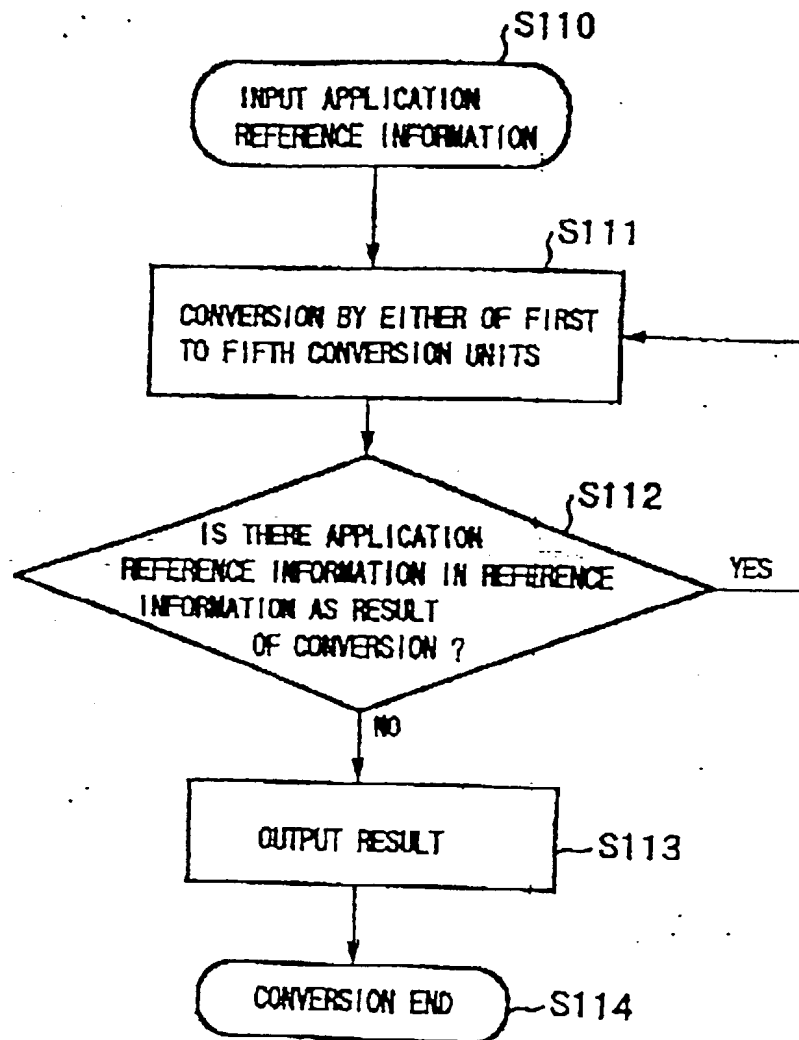 S110
INPUT APPLICATION
REFERENCE INFORMATION
S111
CONVERSION BY EITHER OF FIRST
TO FIFTH CONVERSION UNITS
S112
IS THERE APPLICATION
REFERENCE INFORMATION IN REFERENCE
INFORMATION AS RESULT
OF CONVERSION ?
YES
NO
OUTPUT RESULT
S113
CONVERSION END
S114